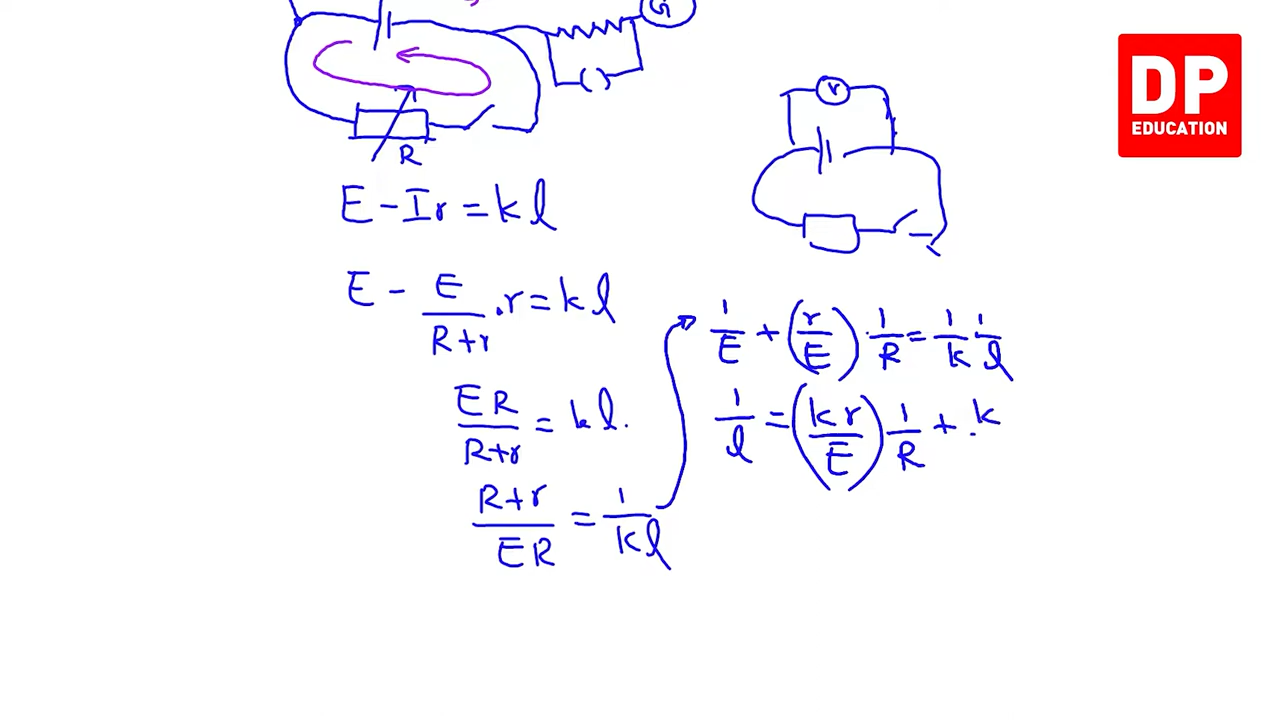 G
DP
EDUCATION
R
V
E - Ir = kl
E - E/(R+r) . r = kl
ER/(R+r) = kl.
(R+r)/(ER) = 1/(kl)
1/E + (r/E) . 1/R = 1/k 1/l
1/l = (kr/E) 1/R + k